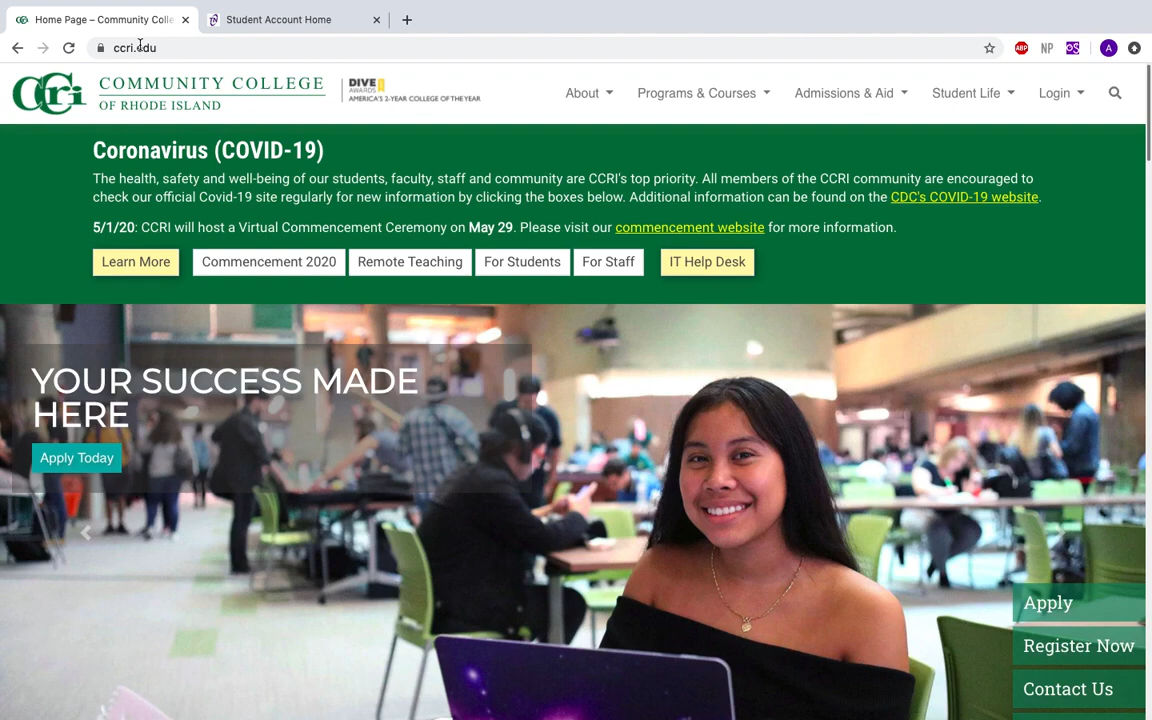 Home Page – Community Colle
Student Account Home
ccri.edu
ABP
NP
OS
A
CCRI
COMMUNITY COLLEGE
OF RHODE ISLAND
DIVE
AWARDS
AMERICA'S 2-YEAR COLLEGE OF THE YEAR
About
Programs & Courses
Admissions & Aid
Student Life
Login
Coronavirus (COVID-19)
The health, safety and well-being of our students, faculty, staff and community are CCRI's top priority. All members of the CCRI community are encouraged to
check our official Covid-19 site regularly for new information by clicking the boxes below. Additional information can be found on the CDC's COVID-19 website.
5/1/20: CCRI will host a Virtual Commencement Ceremony on May 29. Please visit our commencement website for more information.
Learn More
Commencement 2020
Remote Teaching
For Students
For Staff
IT Help Desk
YOUR SUCCESS MADE
HERE
Apply Today
Apply
Register Now
Contact Us